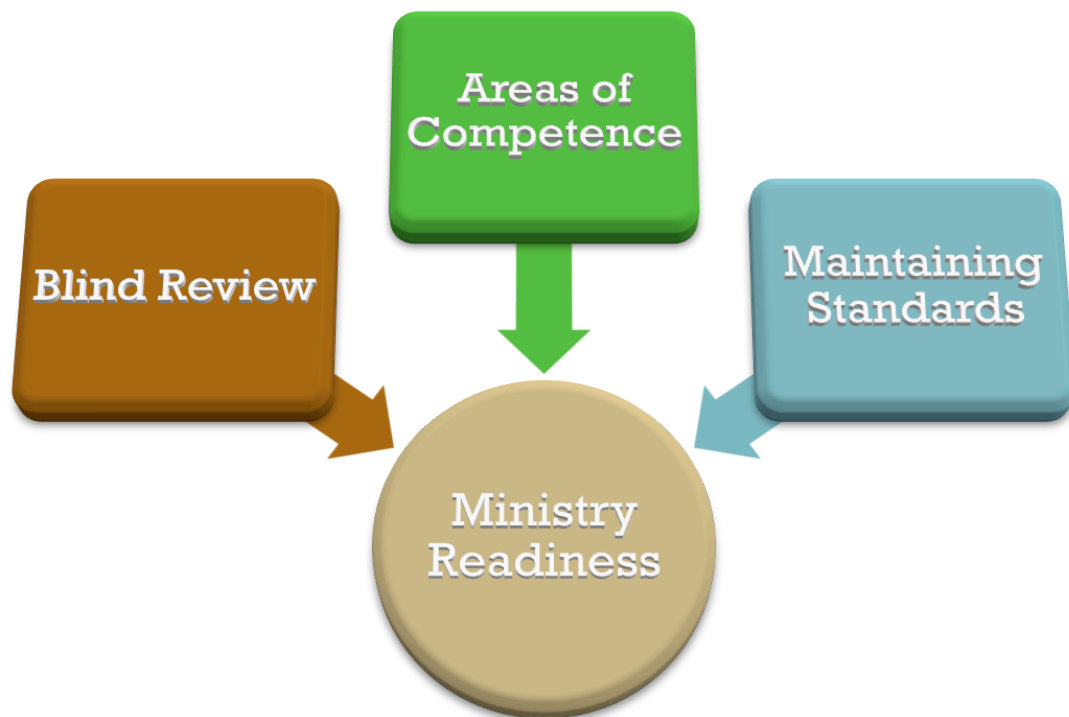 Areas of
Competence
Blind Review
Maintaining
Standards
Ministry
Readiness